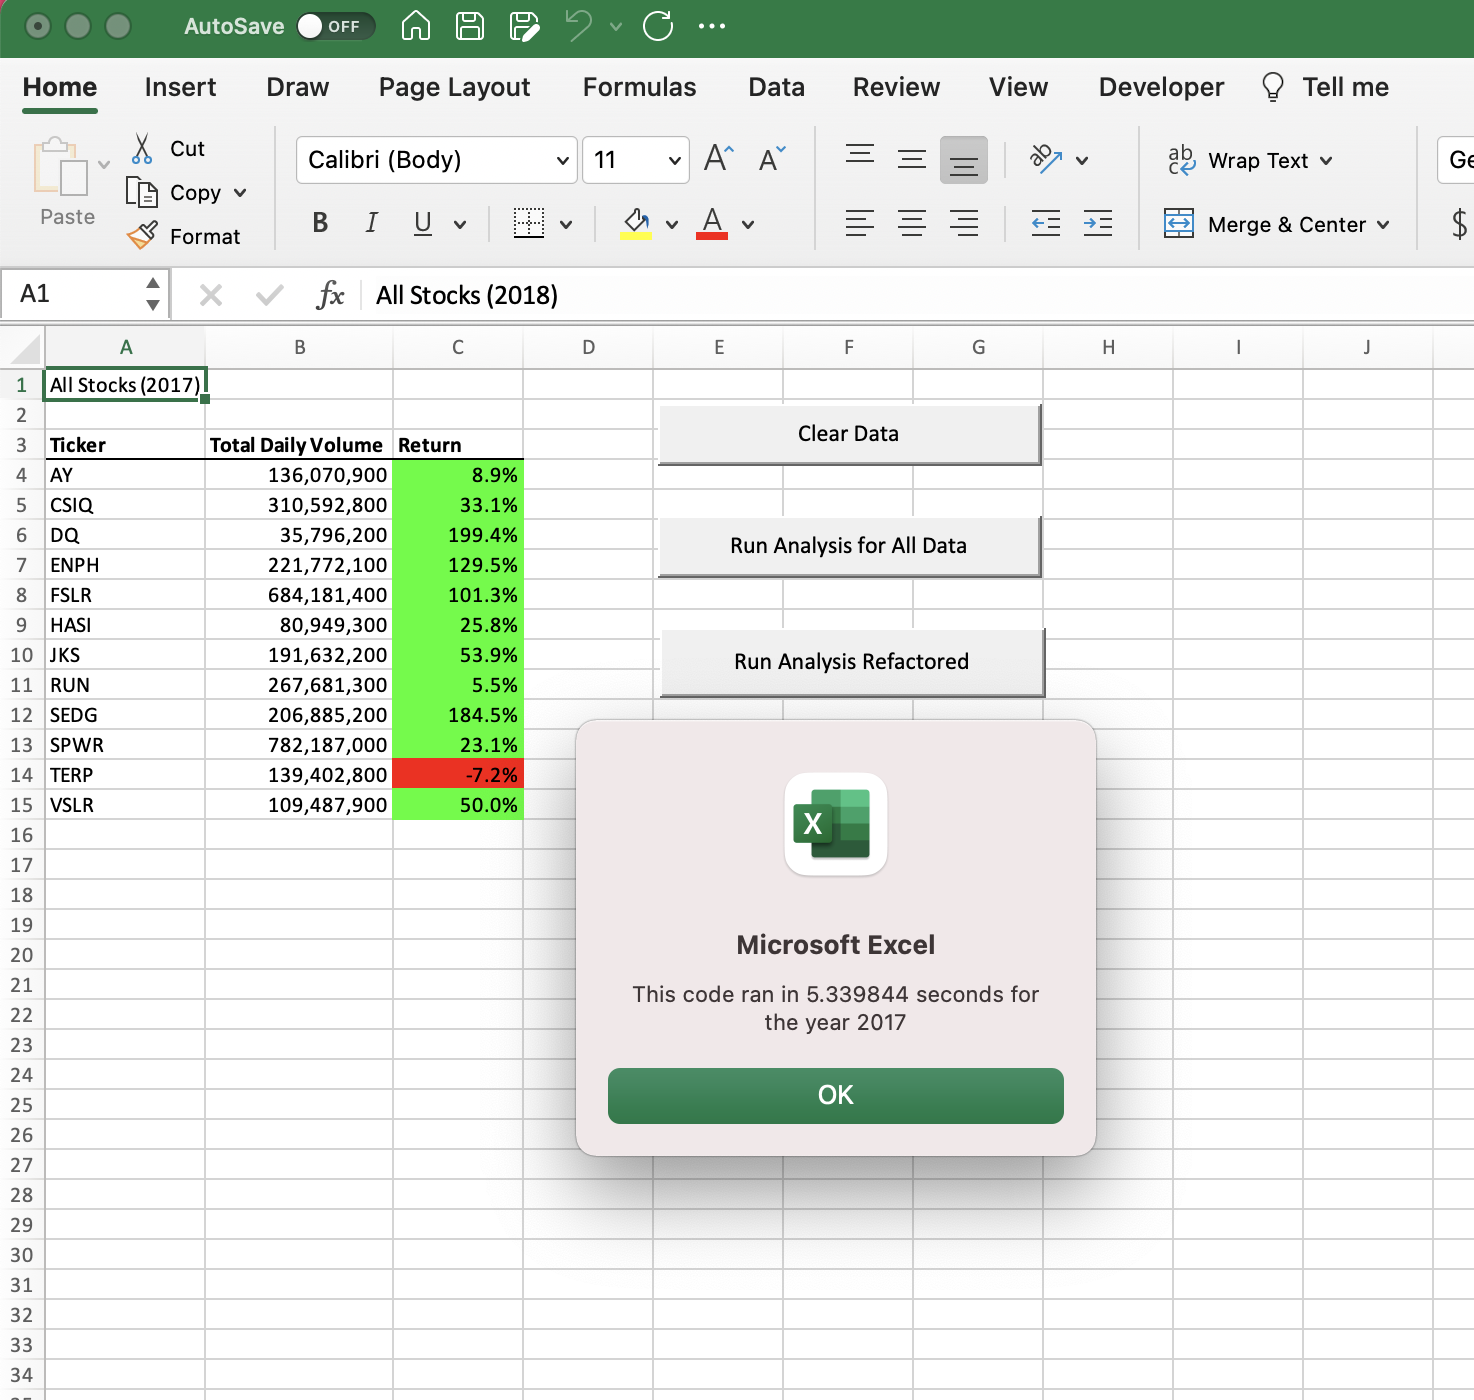 AutoSave OFF
Home Insert Draw Page Layout Formulas Data Review View Developer Tell me
Paste
Cut
Copy
Format
Calibri (Body) 11 A A
B I U A
ab
Wrap Text
Merge & Center
Ge
$
A1 fx All Stocks (2018)
A B C D E F G H I J
1 All Stocks (2017)
2
3 Ticker Total Daily Volume Return
4 AY 136,070,900 8.9%
5 CSIQ 310,592,800 33.1%
6 DQ 35,796,200 199.4%
7 ENPH 221,772,100 129.5%
8 FSLR 684,181,400 101.3%
9 HASI 80,949,300 25.8%
10 JKS 191,632,200 53.9%
11 RUN 267,681,300 5.5%
12 SEDG 206,885,200 184.5%
13 SPWR 782,187,000 23.1%
14 TERP 139,402,800 -7.2%
15 VSLR 109,487,900 50.0%
16
17
18
19
20
21
22
23
24
25
26
27
28
29
30
31
32
33
34
Clear Data
Run Analysis for All Data
Run Analysis Refactored
X
Microsoft Excel
This code ran in 5.339844 seconds for
the year 2017
OK